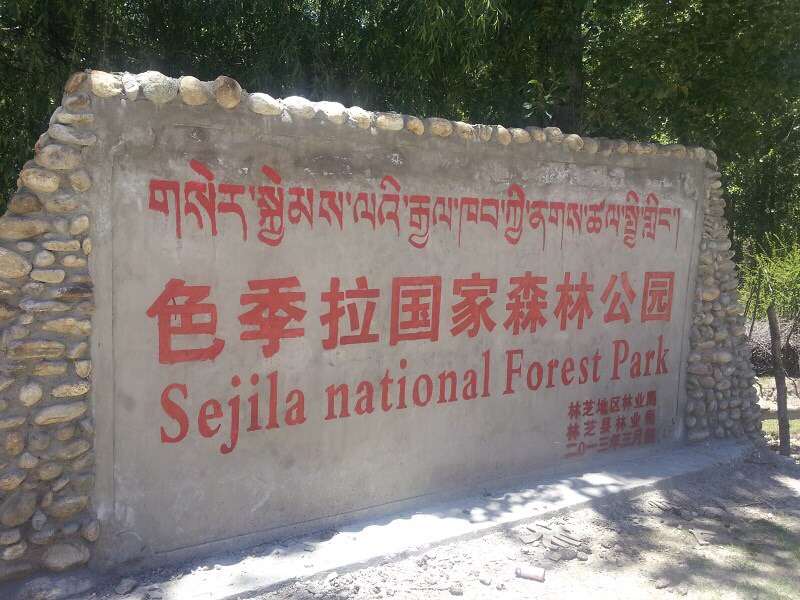 གསེར་སྐྱེམས་ལའི་རྒྱལ་ཁབ་ཀྱི་ནགས་ཚལ་སྤྱི་གླིང་།
色季拉国家森林公园
Sejila national Forest Park
林芝地区林业局
林芝县林业局
二〇一三年三月